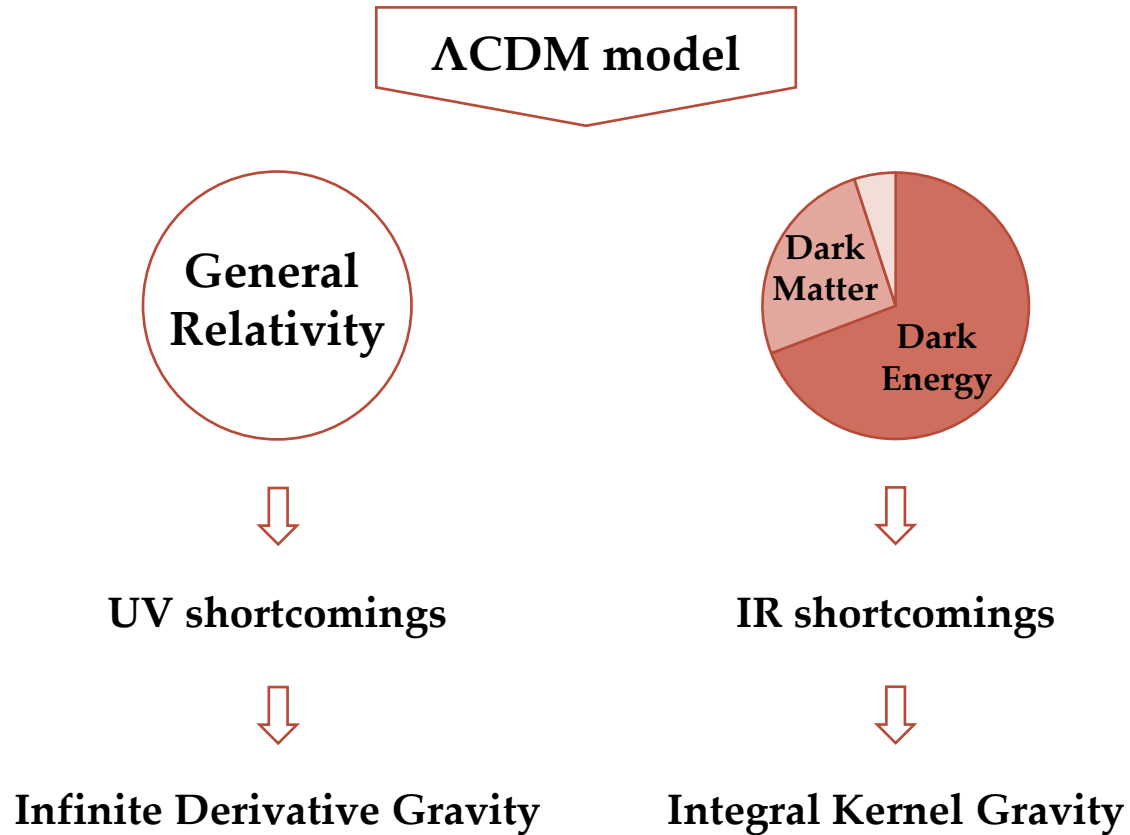 ΛCDM model
General
Relativity
Dark
Matter
Dark
Energy
UV shortcomings
IR shortcomings
Infinite Derivative Gravity
Integral Kernel Gravity